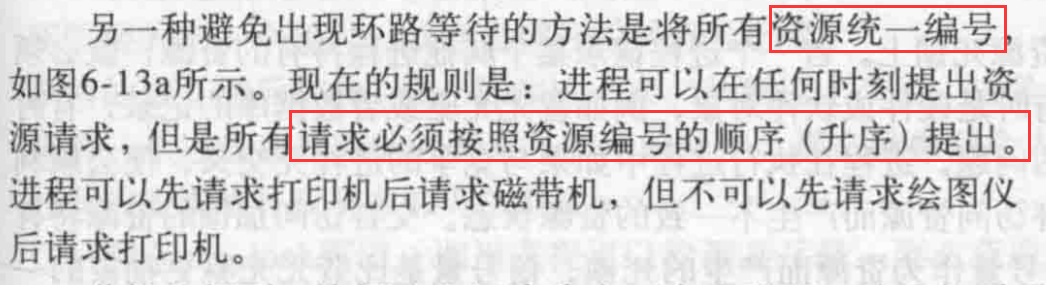 另一种避免出现环路等待的方法是将所有资源统一编号，
如图6-13a所示。现在的规则是：进程可以在任何时刻提出资
源请求，但是所有请求必须按照资源编号的顺序（升序）提出。
进程可以先请求打印机后请求磁带机，但不可以先请求绘图仪
后请求打印机。